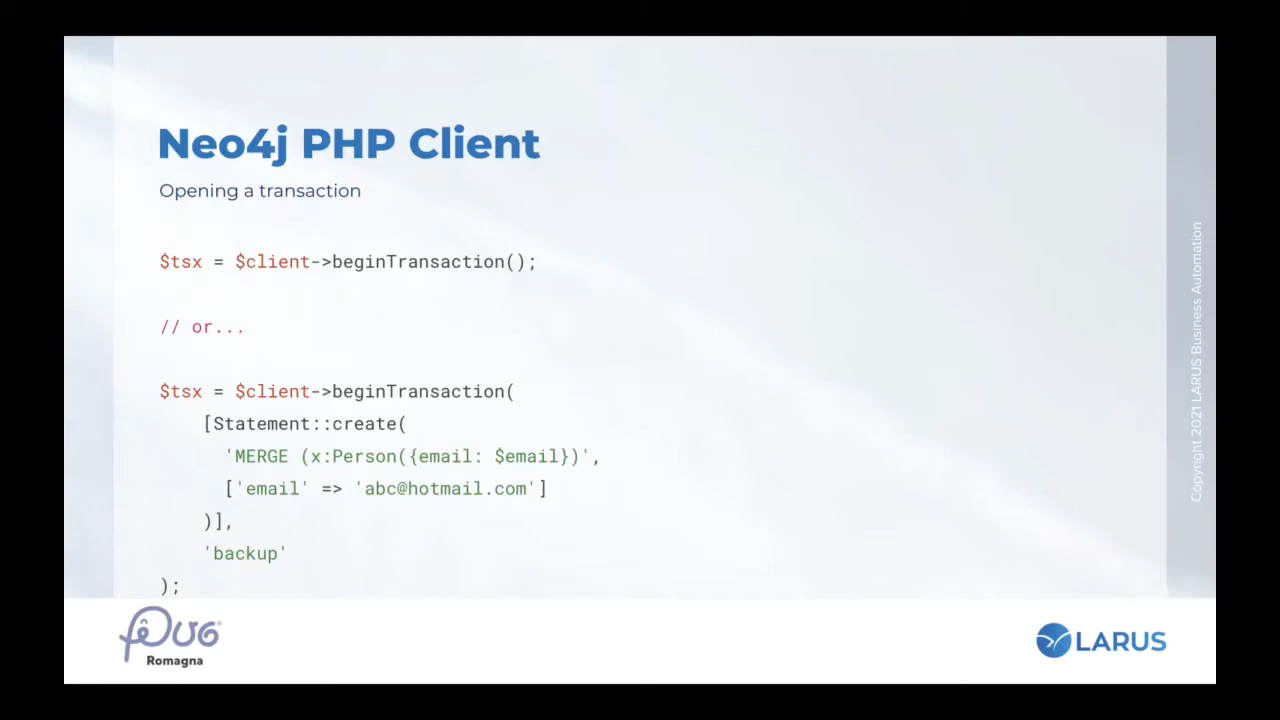 Neo4j PHP Client
Opening a transaction
$tsx = $client->beginTransaction();
// or...
$tsx = $client->beginTransaction(
[Statement::create(
'MERGE (x:Person({email: $email})',
['email' => 'abc@hotmail.com']
)],
'backup'
);
Copyright 2021 LARUS Business Automation
PUG
Romagna
LARUS